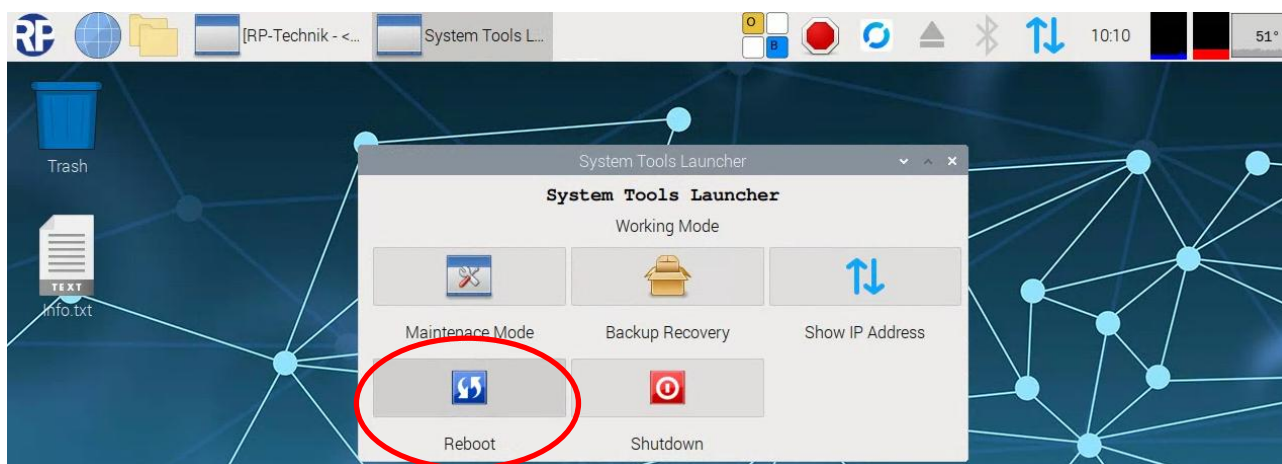 RP
[RP-Technik - <...
System Tools L...
O
B
10:10
51°
Trash
System Tools Launcher
System Tools Launcher
Working Mode
TEXT
Info.txt
Maintenace Mode
Backup Recovery
Show IP Address
Reboot
Shutdown